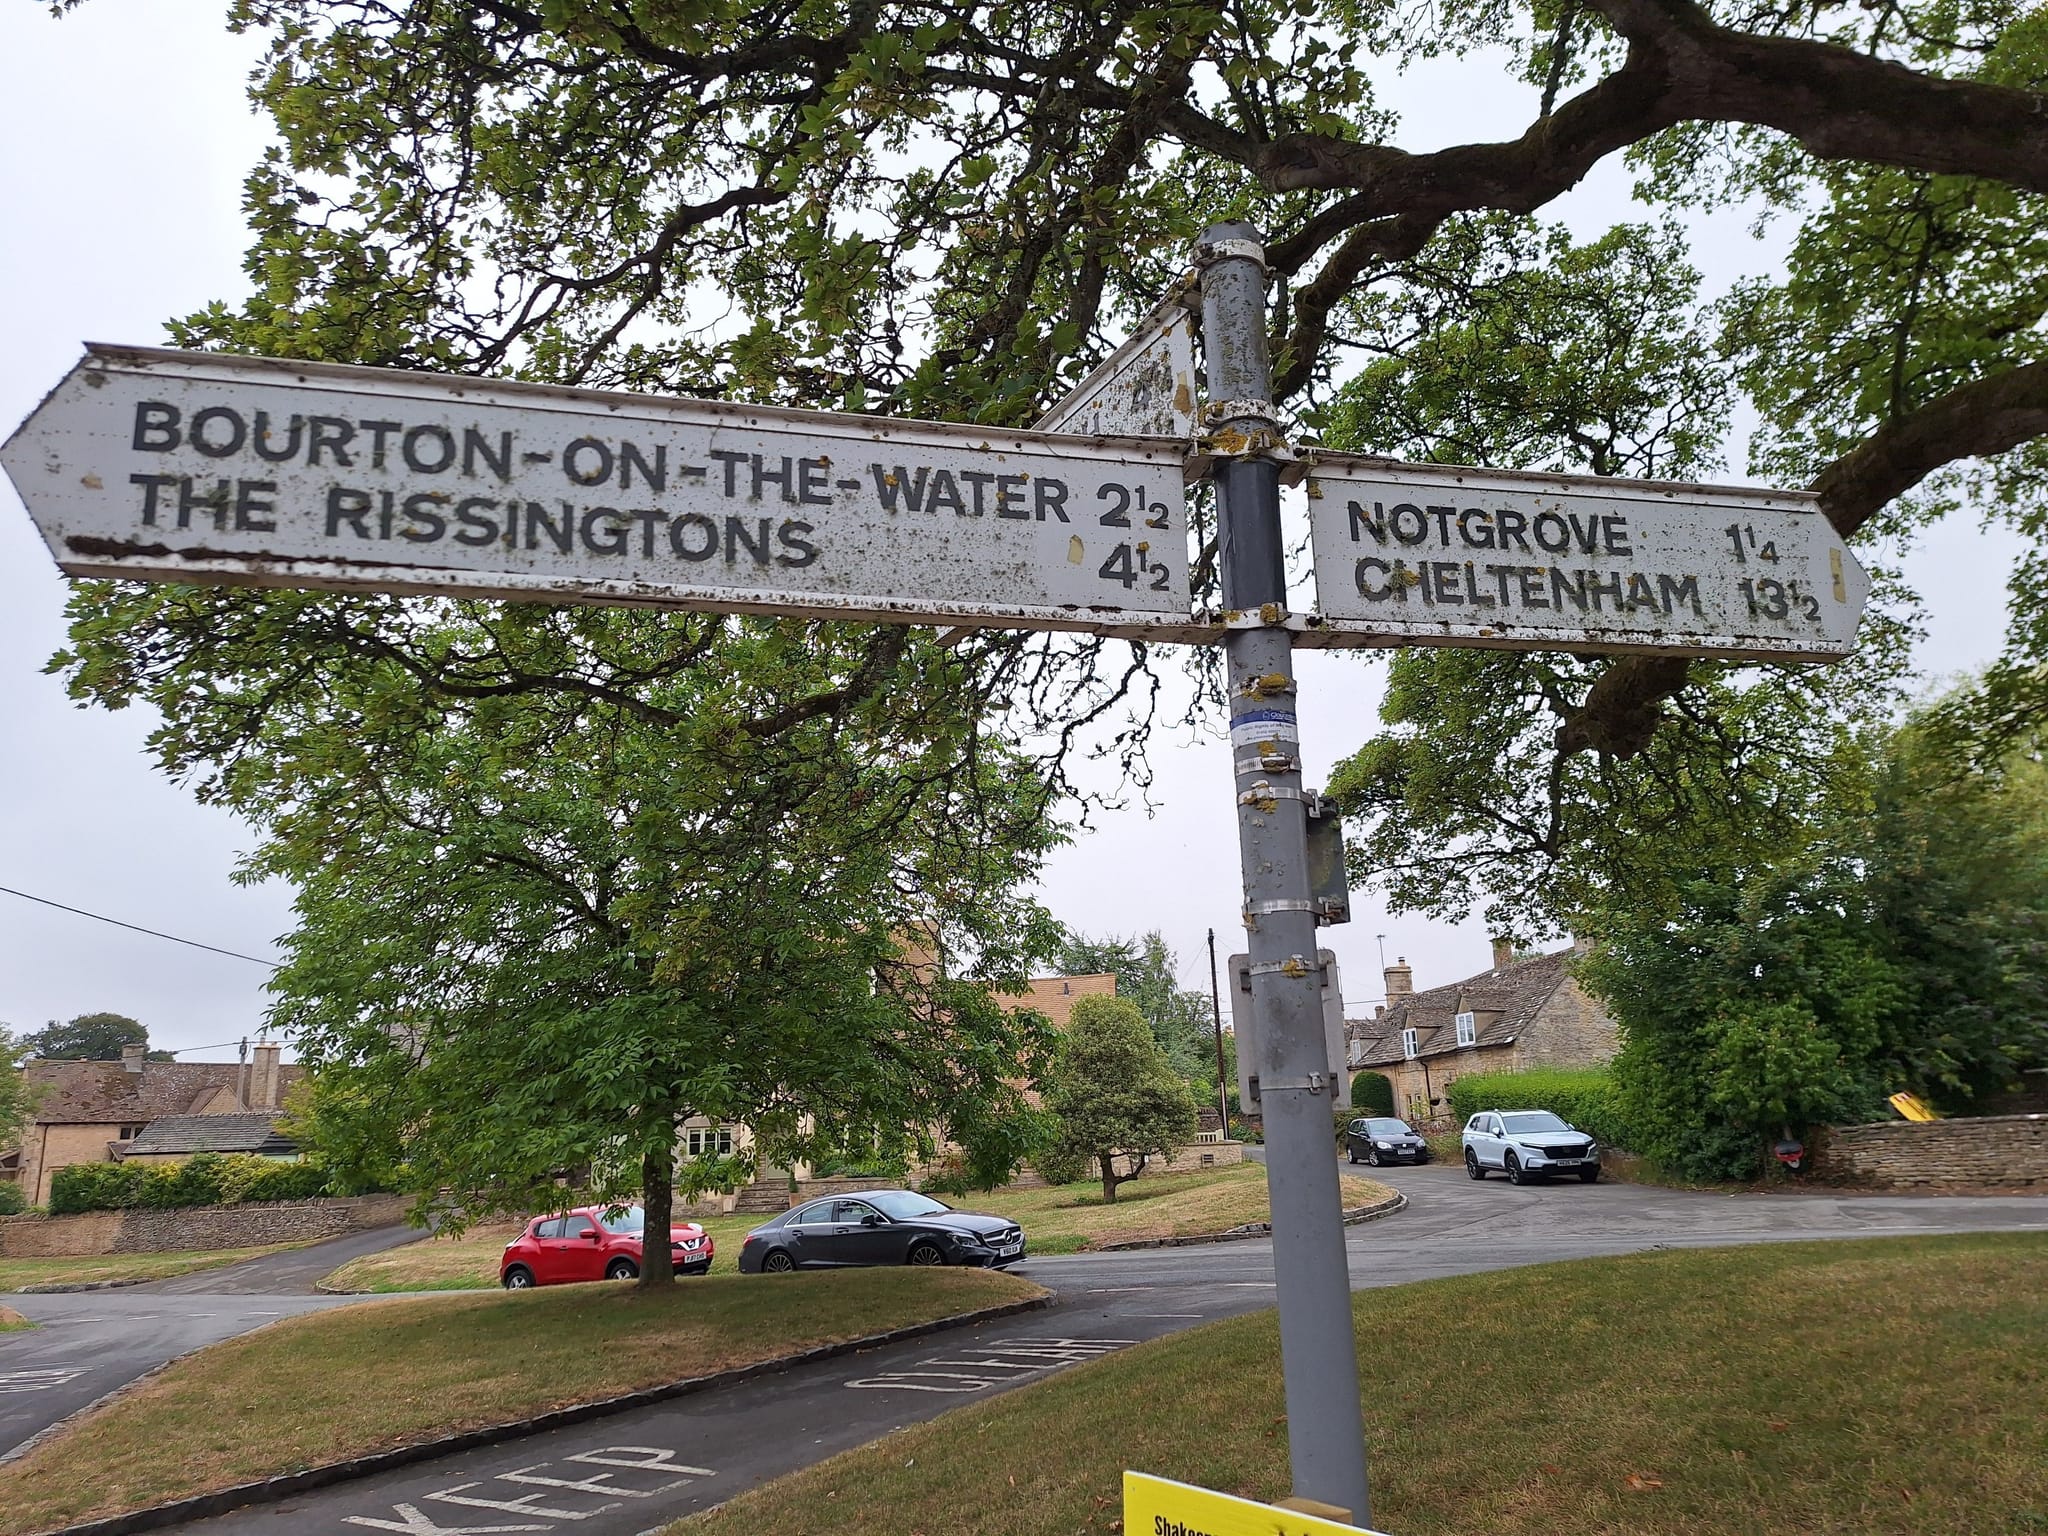 BOURTON-ON-THE-WATER 2½
THE RISSINGTONS 4½
NOTGROVE 1¼
CHELTENHAM 13½
KEEP
CLEAR